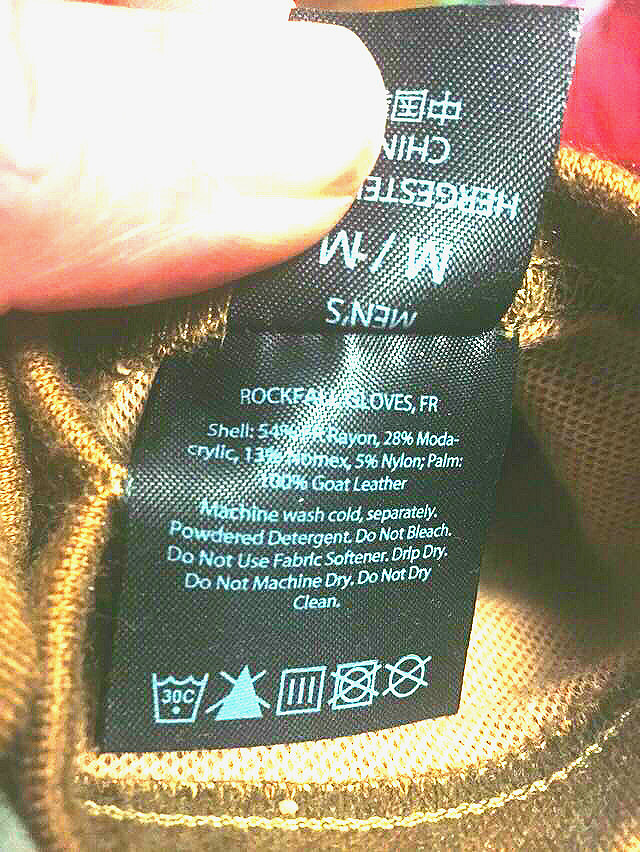 MEN'S
M / M
HERGESTE
CHIN
中国
ROCKFALL GLOVES, FR
Shell: 54% FR Rayon, 28% Moda-
crylic, 13% Nomex, 5% Nylon; Palm:
100% Goat Leather
Machine wash cold, separately.
Powdered Detergent. Do Not Bleach.
Do Not Use Fabric Softener. Drip Dry.
Do Not Machine Dry. Do Not Dry
Clean.
30C